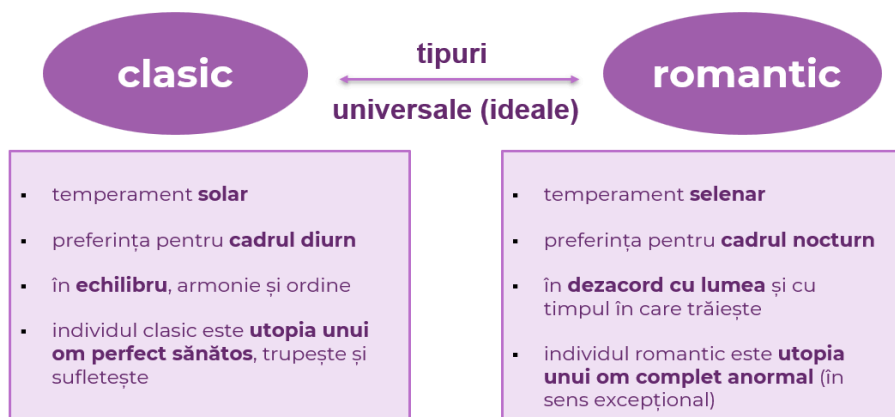 clasic
tipuri
universale (ideale)
romantic
▪ temperament solar
▪ preferința pentru cadrul diurn
▪ în echilibru, armonie și ordine
▪ individul clasic este utopia unui
om perfect sănătos, trupește și
sufletește
▪ temperament selenar
▪ preferința pentru cadrul nocturn
▪ în dezacord cu lumea și cu
timpul în care trăiește
▪ individul romantic este utopia
unui om complet anormal (în
sens excepțional)